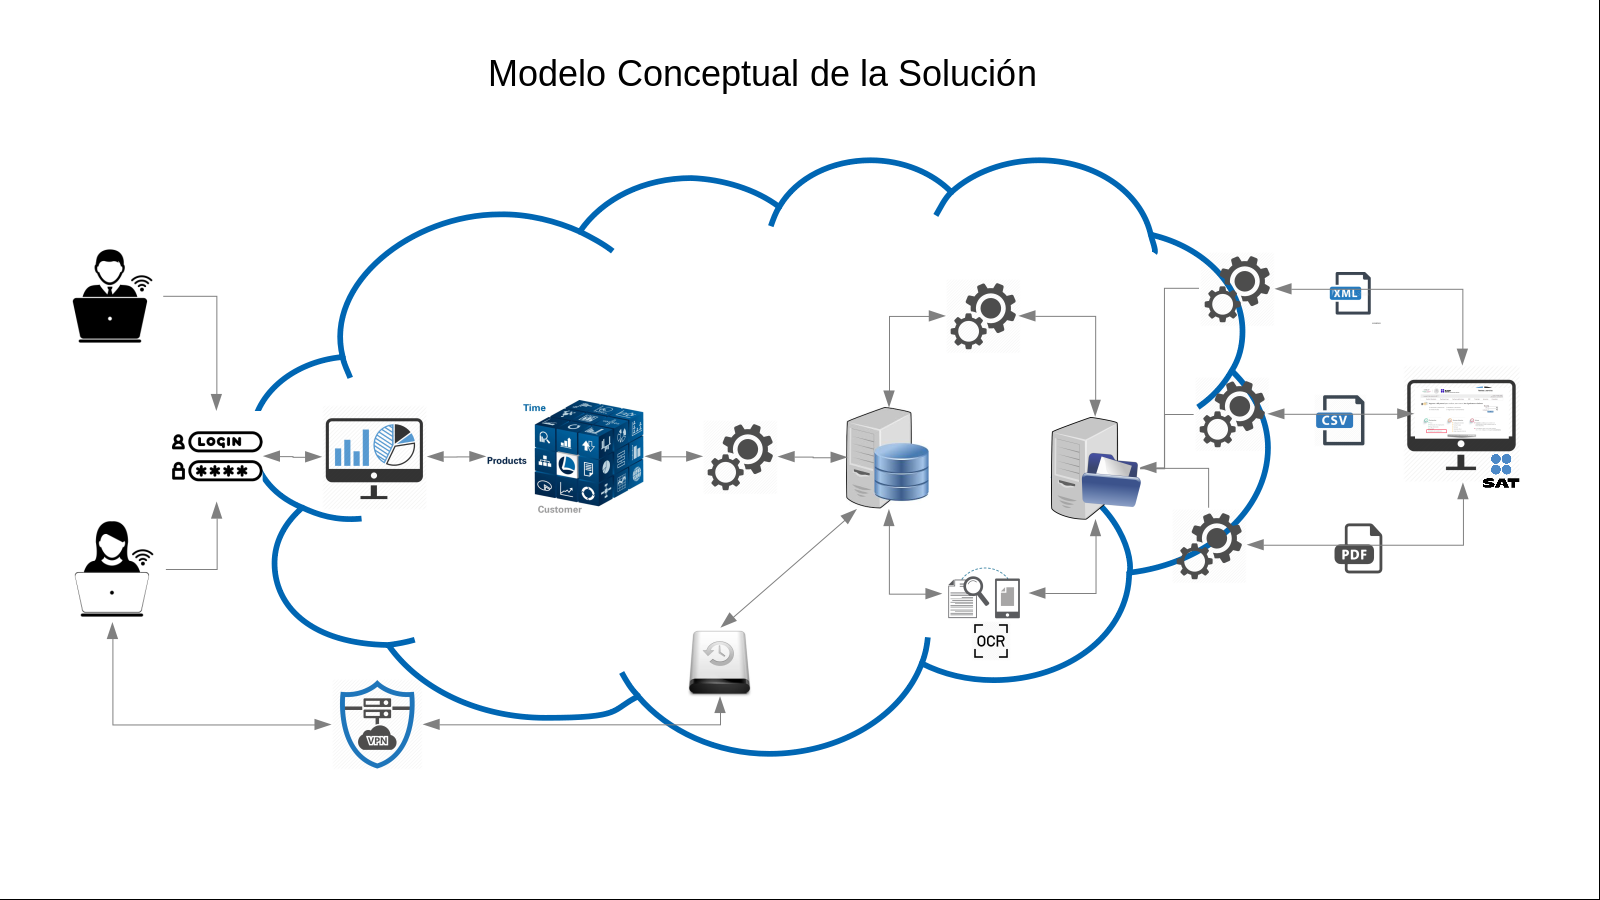 Modelo Conceptual de la Solución
XML
Time
CSV
LOGIN
****
Products
SAT
Customer
PDF
OCR
VPN